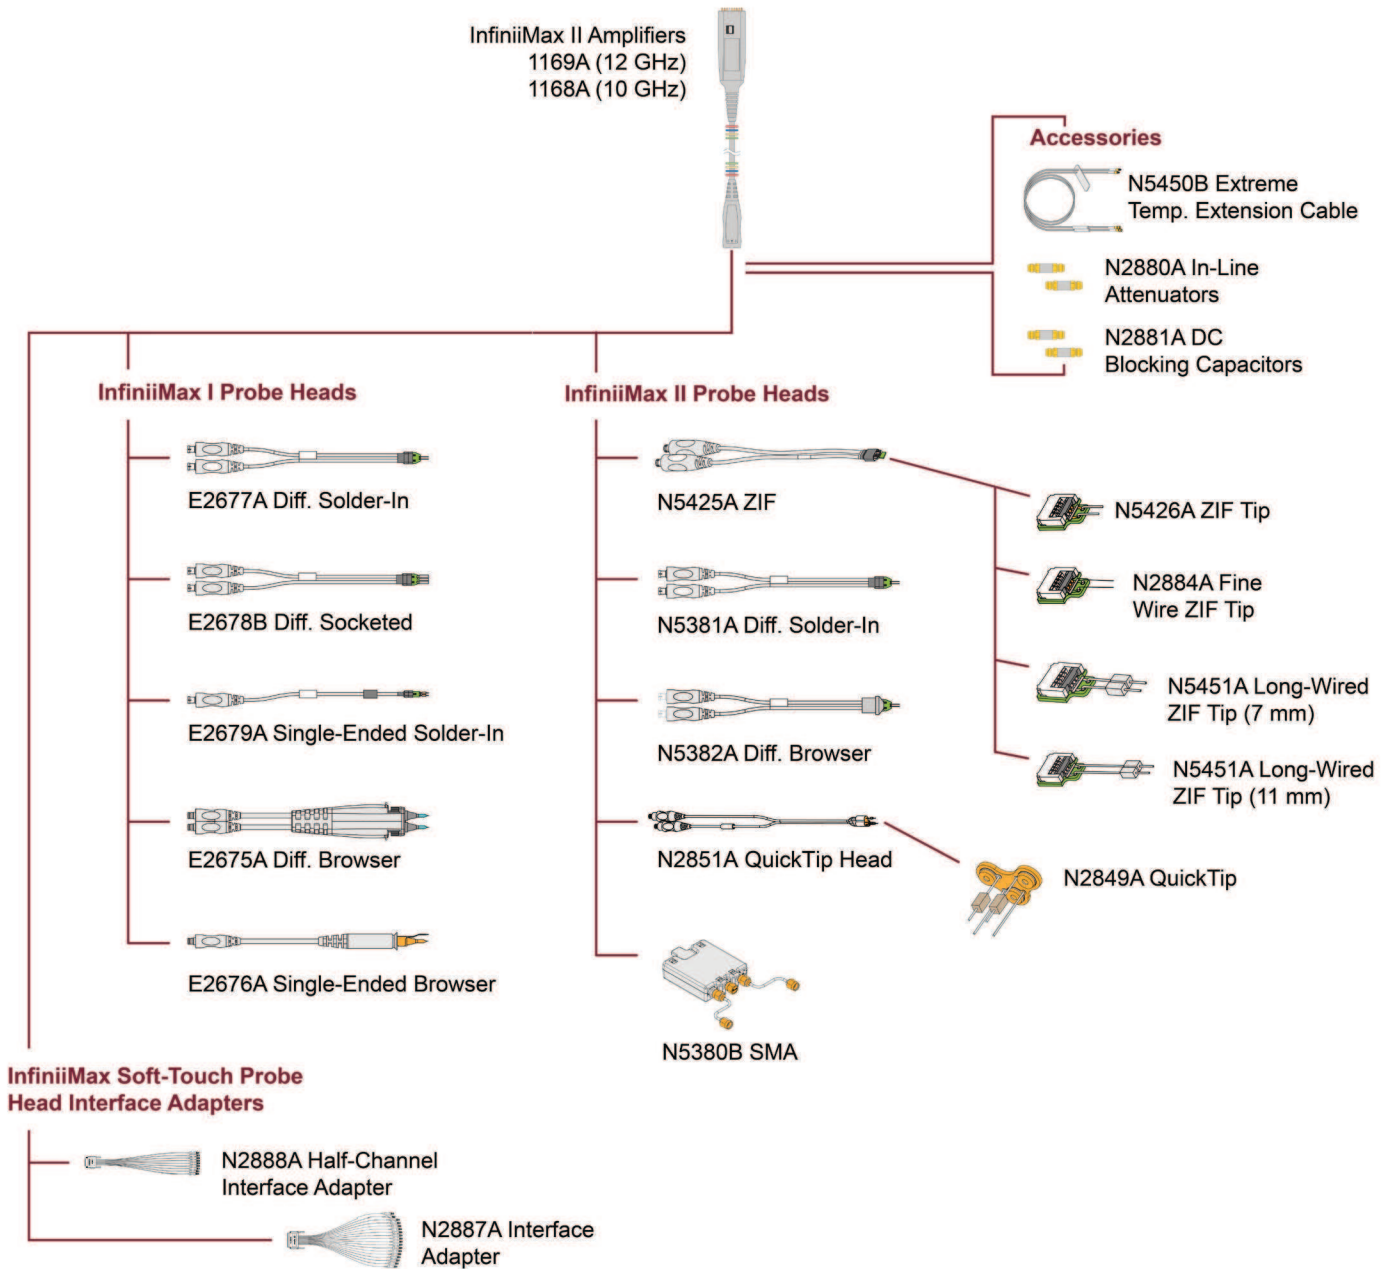 InfiniiMax II Amplifiers
1169A (12 GHz)
1168A (10 GHz)
Accessories
N5450B Extreme
Temp. Extension Cable
N2880A In-Line
Attenuators
N2881A DC
Blocking Capacitors
InfiniiMax I Probe Heads
E2677A Diff. Solder-In
E2678B Diff. Socketed
E2679A Single-Ended Solder-In
E2675A Diff. Browser
E2676A Single-Ended Browser
InfiniiMax II Probe Heads
N5425A ZIF
N5381A Diff. Solder-In
N5382A Diff. Browser
N2851A QuickTip Head
N5380B SMA
N5426A ZIF Tip
N2884A Fine
Wire ZIF Tip
N5451A Long-Wired
ZIF Tip (7 mm)
N5451A Long-Wired
ZIF Tip (11 mm)
N2849A QuickTip
InfiniiMax Soft-Touch Probe
Head Interface Adapters
N2888A Half-Channel
Interface Adapter
N2887A Interface
Adapter